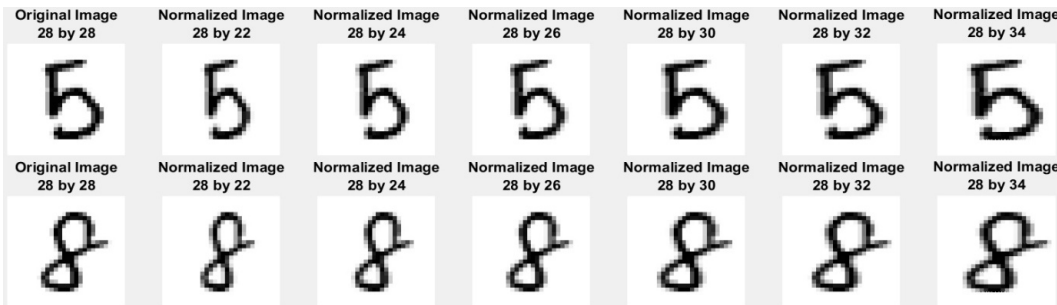 Original Image Normalized Image Normalized Image Normalized Image Normalized Image Normalized Image Normalized Image
28 by 28 28 by 22 28 by 24 28 by 26 28 by 30 28 by 32 28 by 34
5 5 5 5 5 5 5
Original Image Normalized Image Normalized Image Normalized Image Normalized Image Normalized Image Normalized Image
28 by 28 28 by 22 28 by 24 28 by 26 28 by 30 28 by 32 28 by 34
8 8 8 8 8 8 8